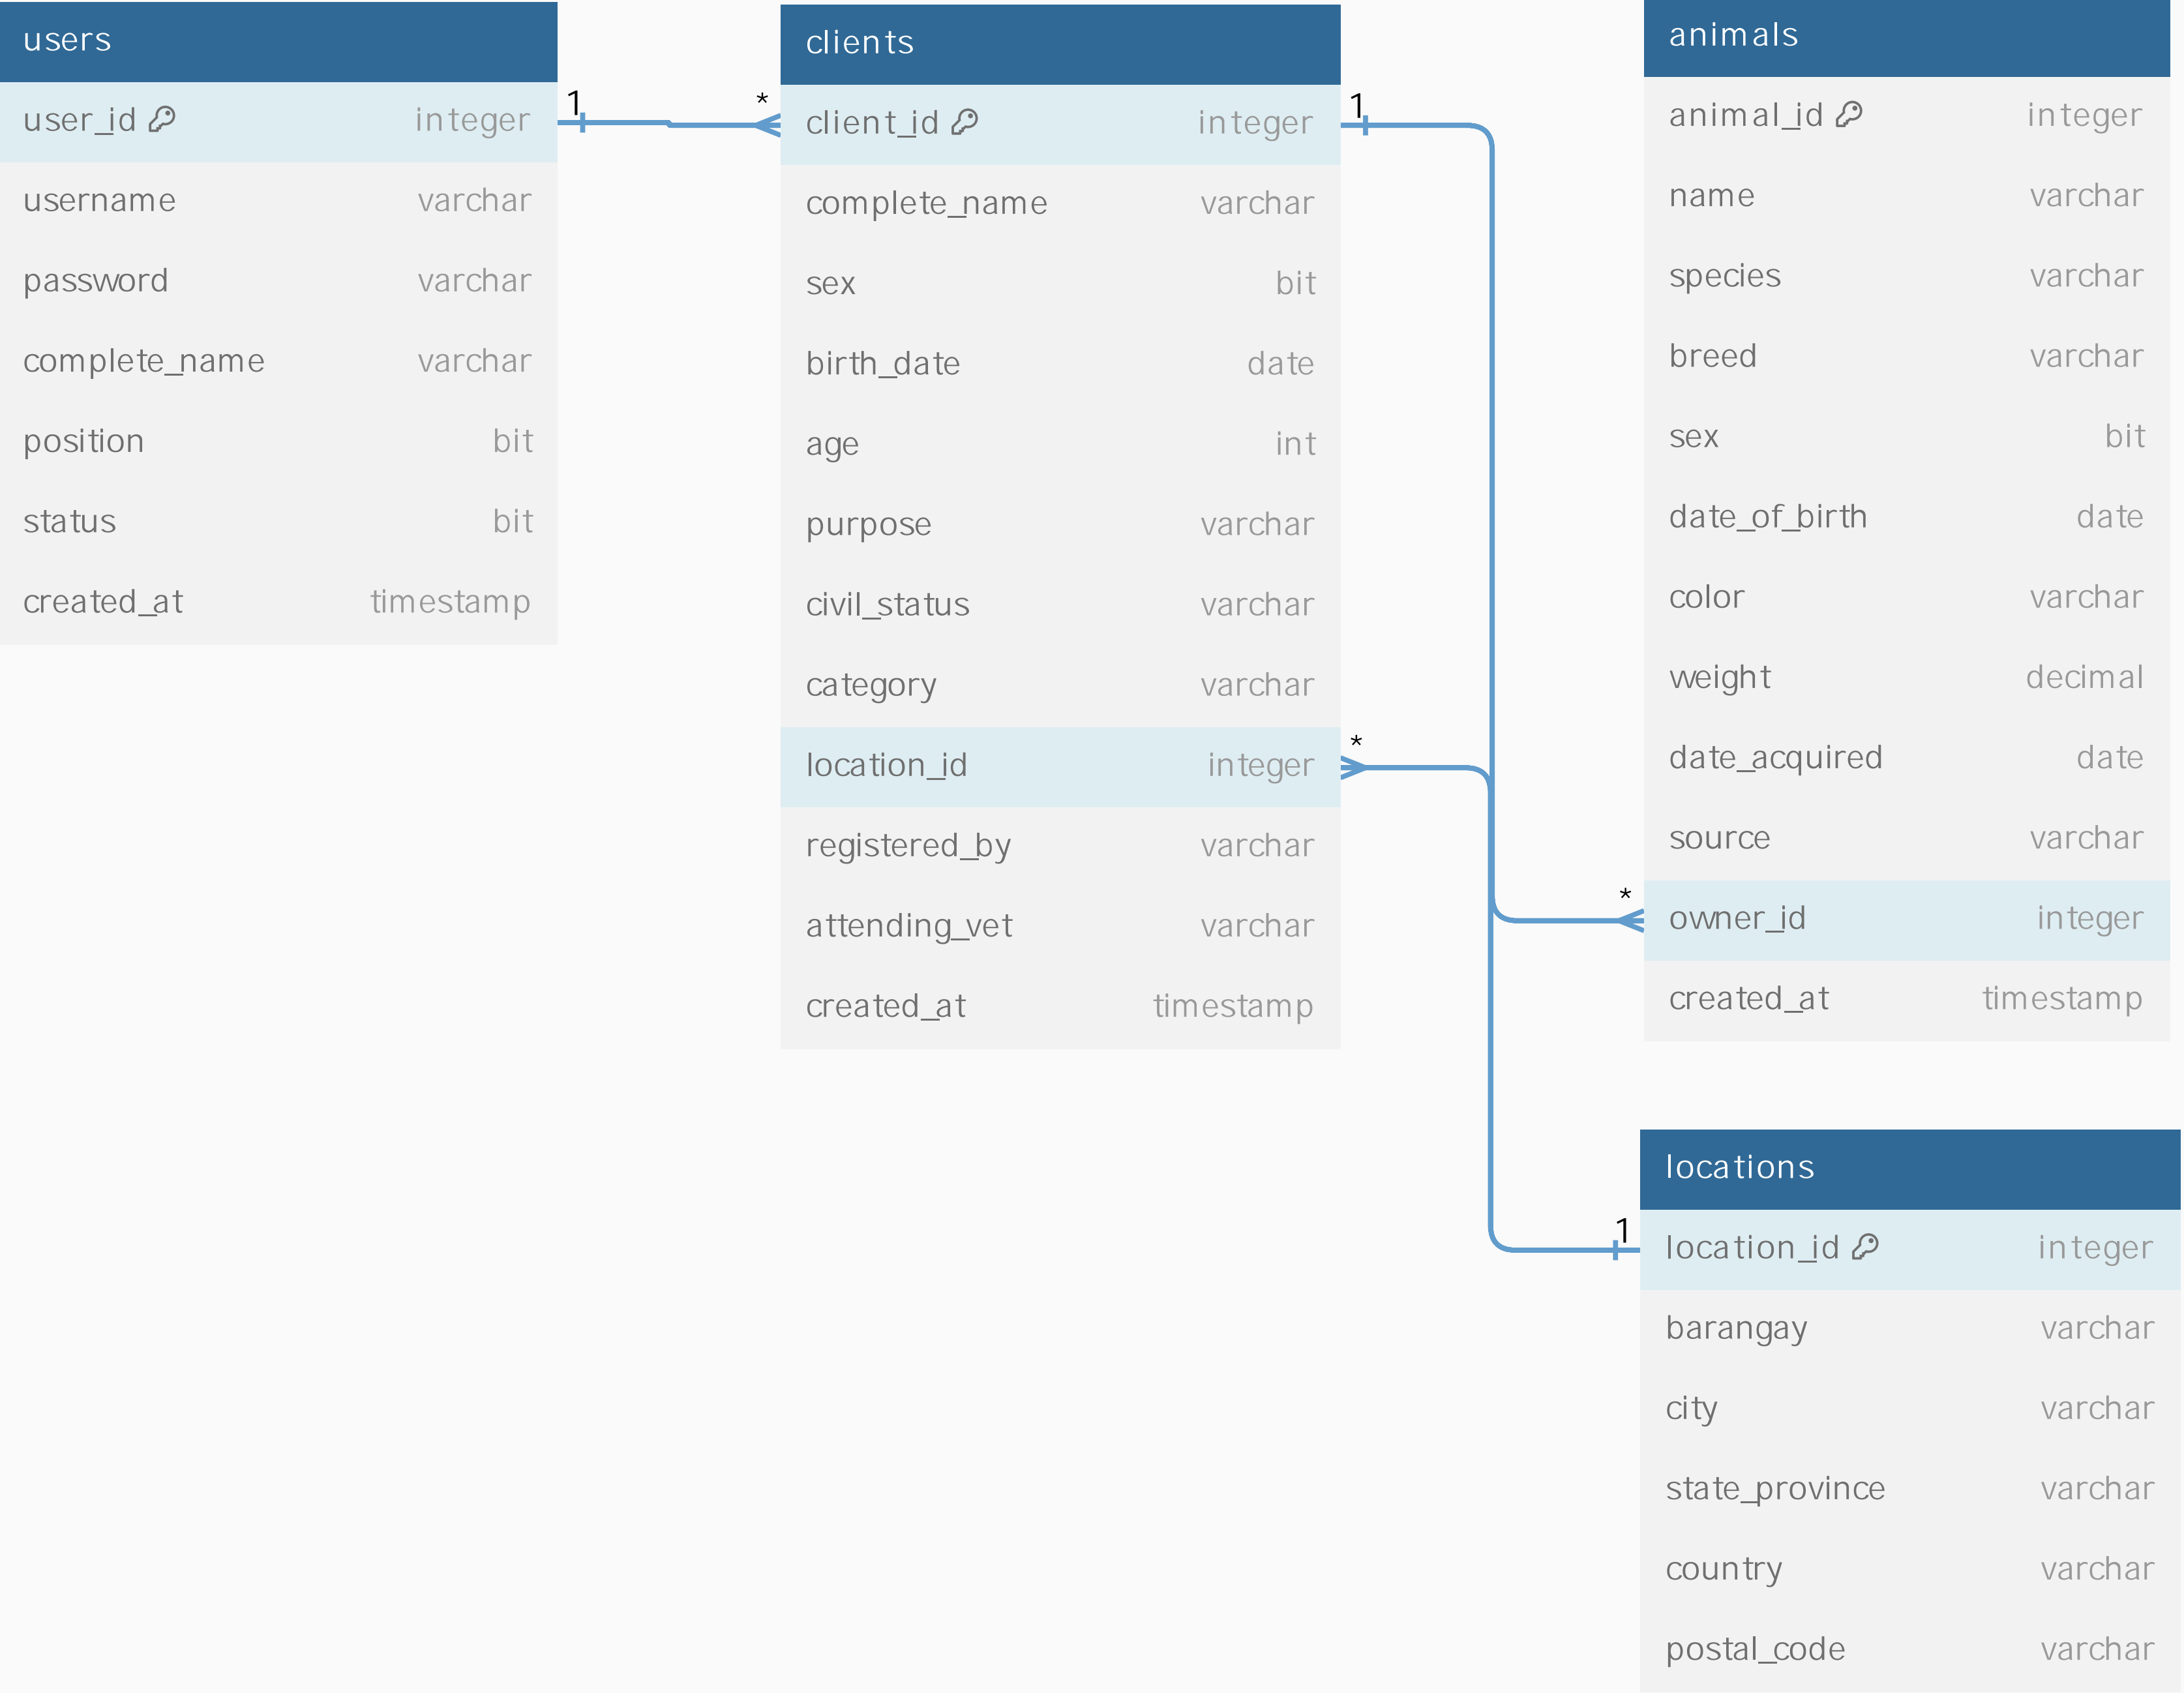 users
user_id integer
username varchar
password varchar
complete_name varchar
position bit
status bit
created_at timestamp
1 *
clients
client_id integer
complete_name varchar
sex bit
birth_date date
age int
purpose varchar
civil_status varchar
category varchar
location_id integer
registered_by varchar
attending_vet varchar
created_at timestamp
1 *
* 1
animals
animal_id integer
name varchar
species varchar
breed varchar
sex bit
date_of_birth date
color varchar
weight decimal
date_acquired date
source varchar
owner_id integer
created_at timestamp
locations
location_id integer
barangay varchar
city varchar
state_province varchar
country varchar
postal_code varchar